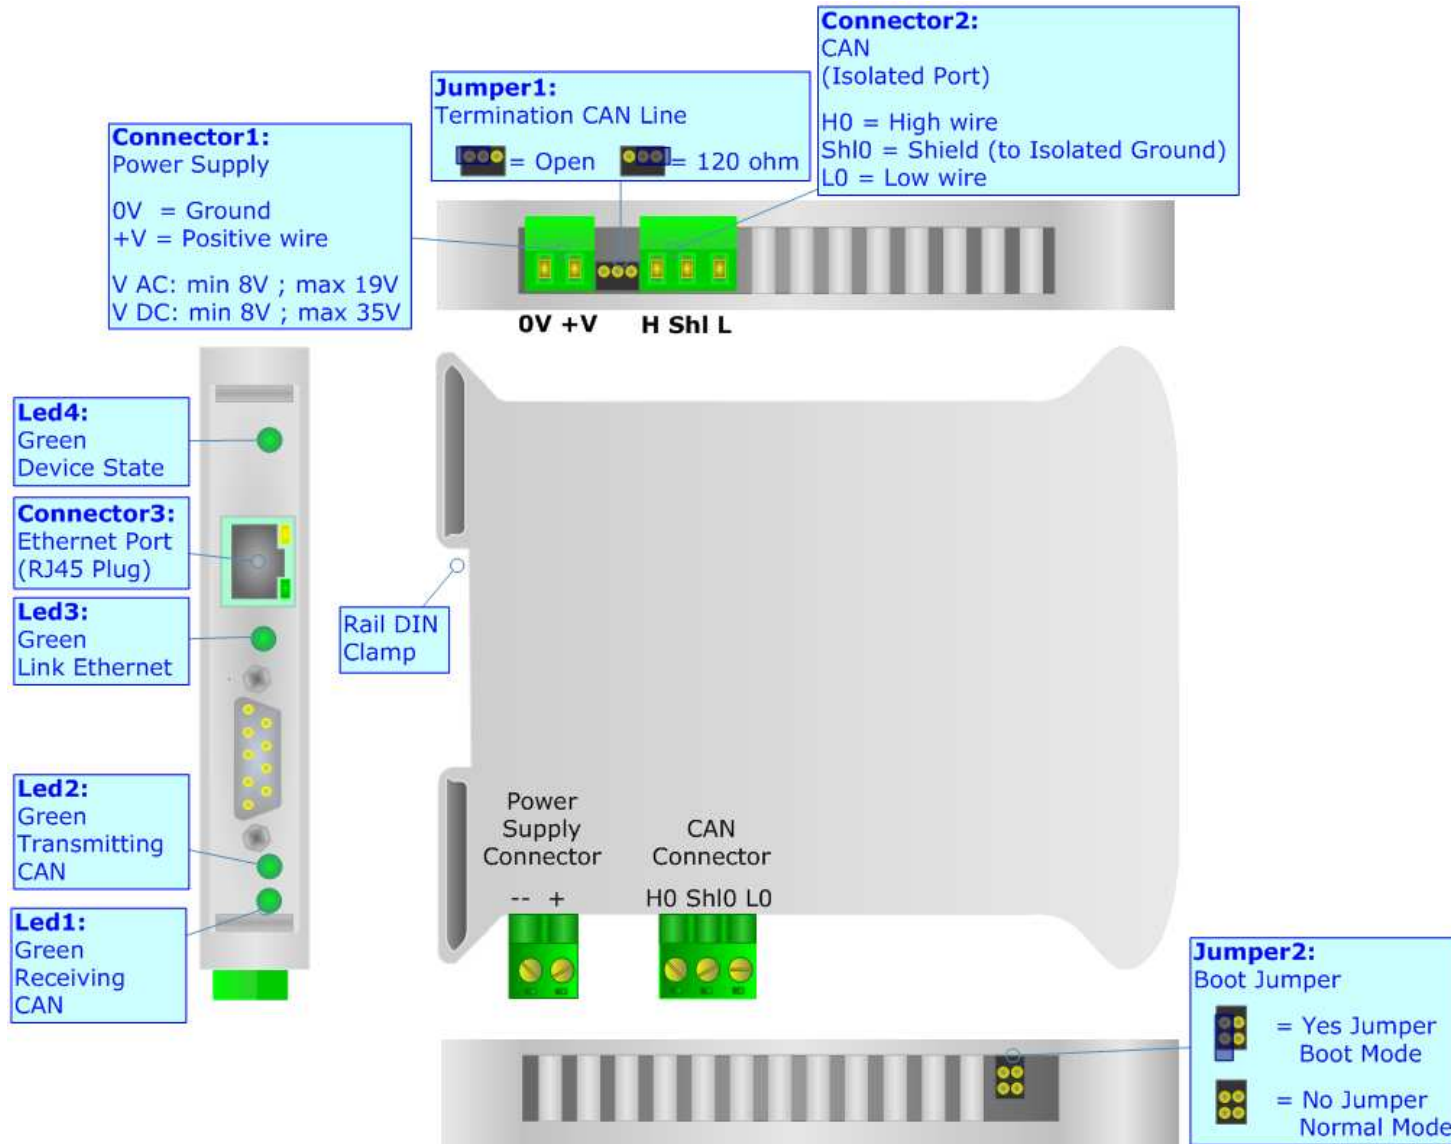 Connector2:
CAN
(Isolated Port)
H0 = High wire
Shl0 = Shield (to Isolated Ground)
L0 = Low wire
Jumper1:
Termination CAN Line
= Open = 120 ohm
Connector1:
Power Supply
0V = Ground
+V = Positive wire
V AC: min 8V ; max 19V
V DC: min 8V ; max 35V
0V +V H Shl L
Led4:
Green
Device State
Connector3:
Ethernet Port
(RJ45 Plug)
Led3:
Green
Link Ethernet
Rail DIN
Clamp
Led2:
Green
Transmitting
CAN
Led1:
Green
Receiving
CAN
Power
Supply
Connector
-- +
CAN
Connector
H0 Shl0 L0
Jumper2:
Boot Jumper
= Yes Jumper
Boot Mode
= No Jumper
Normal Mode